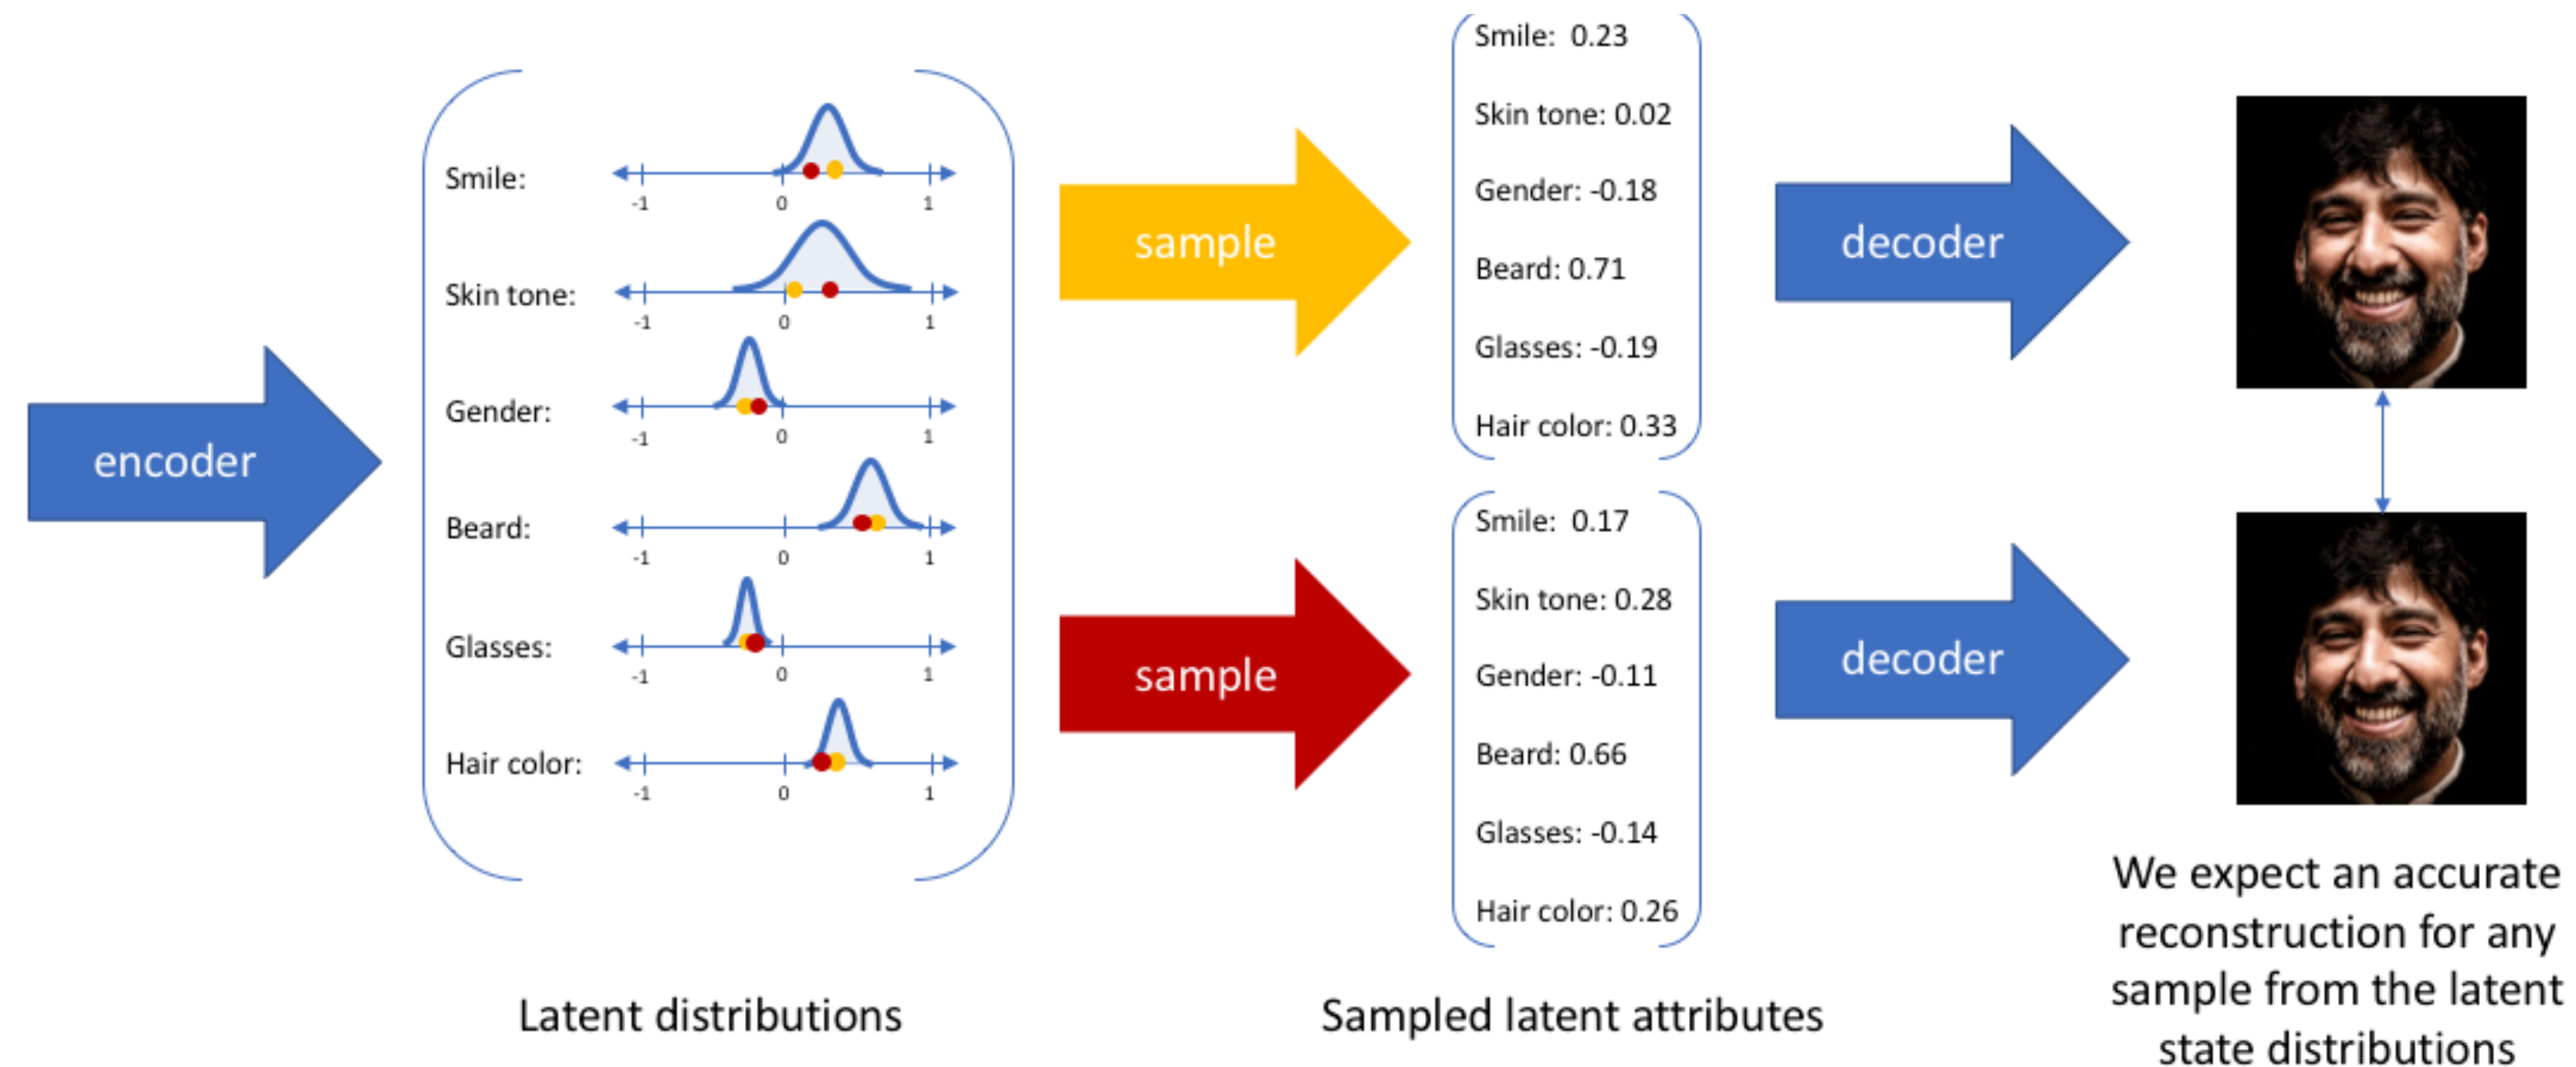 encoder
Smile:
-1 0 1
Skin tone:
-1 0 1
Gender:
-1 0 1
Beard:
-1 0 1
Glasses:
-1 0 1
Hair color:
-1 0 1
Latent distributions
sample
sample
Smile: 0.23
Skin tone: 0.02
Gender: -0.18
Beard: 0.71
Glasses: -0.19
Hair color: 0.33
Smile: 0.17
Skin tone: 0.28
Gender: -0.11
Beard: 0.66
Glasses: -0.14
Hair color: 0.26
Sampled latent attributes
decoder
decoder
We expect an accurate
reconstruction for any
sample from the latent
state distributions